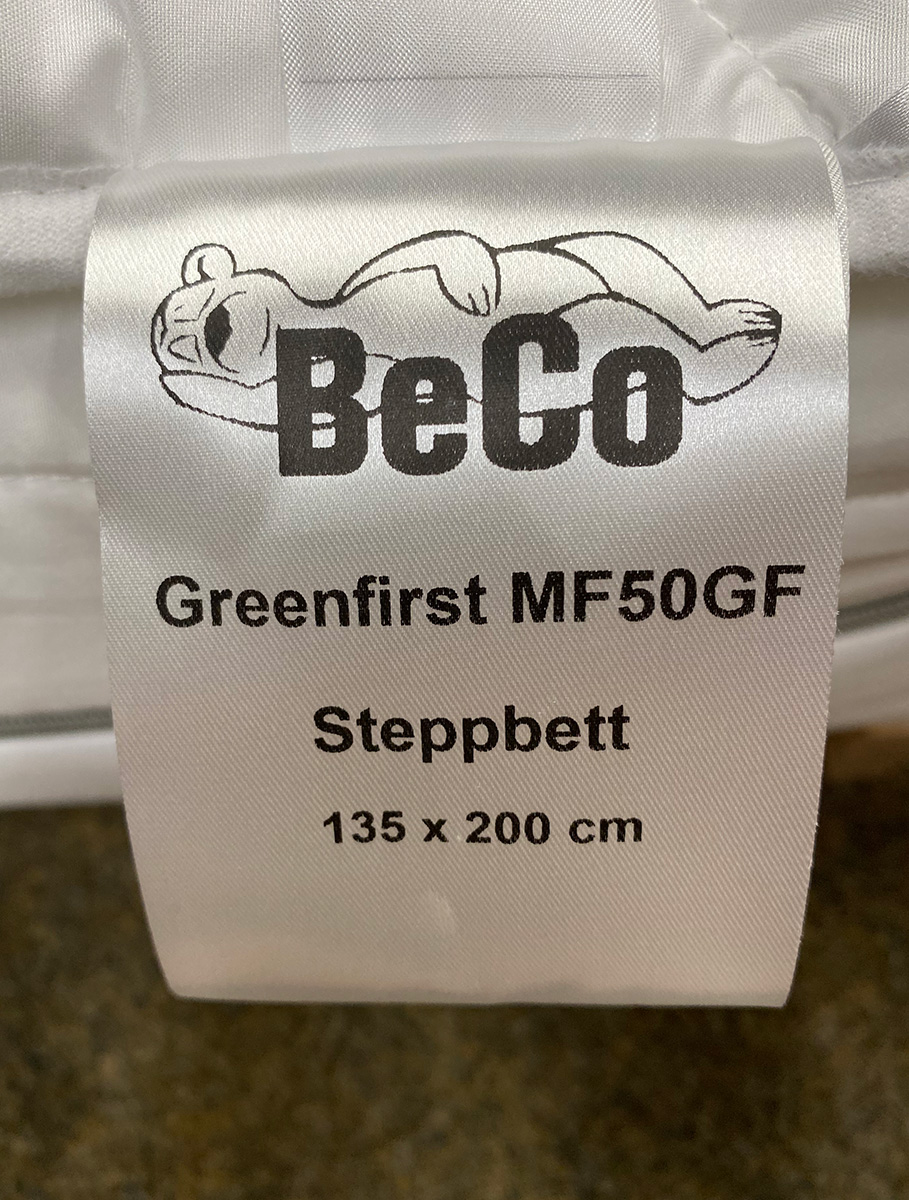 BeCo
Greenfirst MF50GF
Steppbett
135 x 200 cm